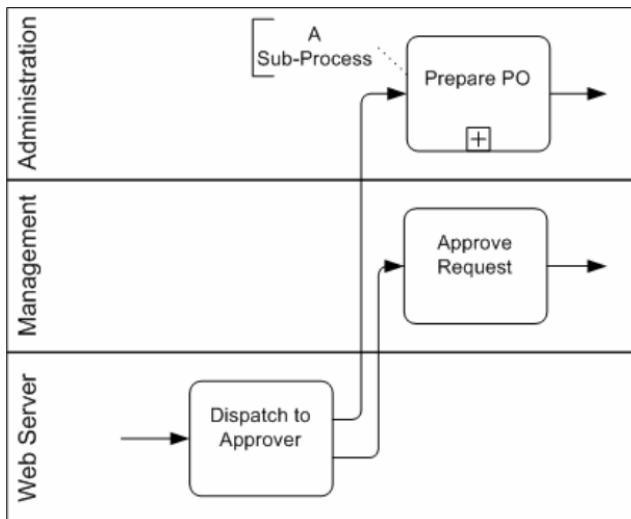 Administration
A
Sub-Process
Prepare PO
Management
Approve
Request
Web Server
Dispatch to
Approver